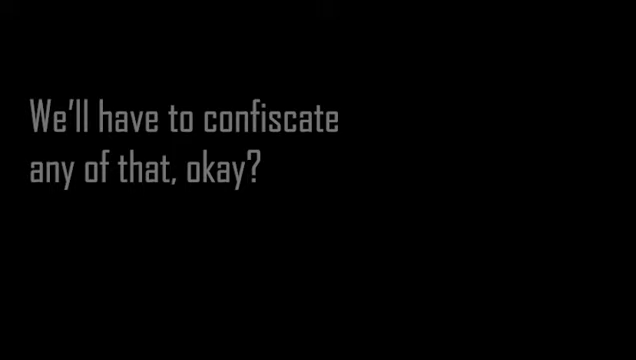 We'll have to confiscate
any of that, okay?